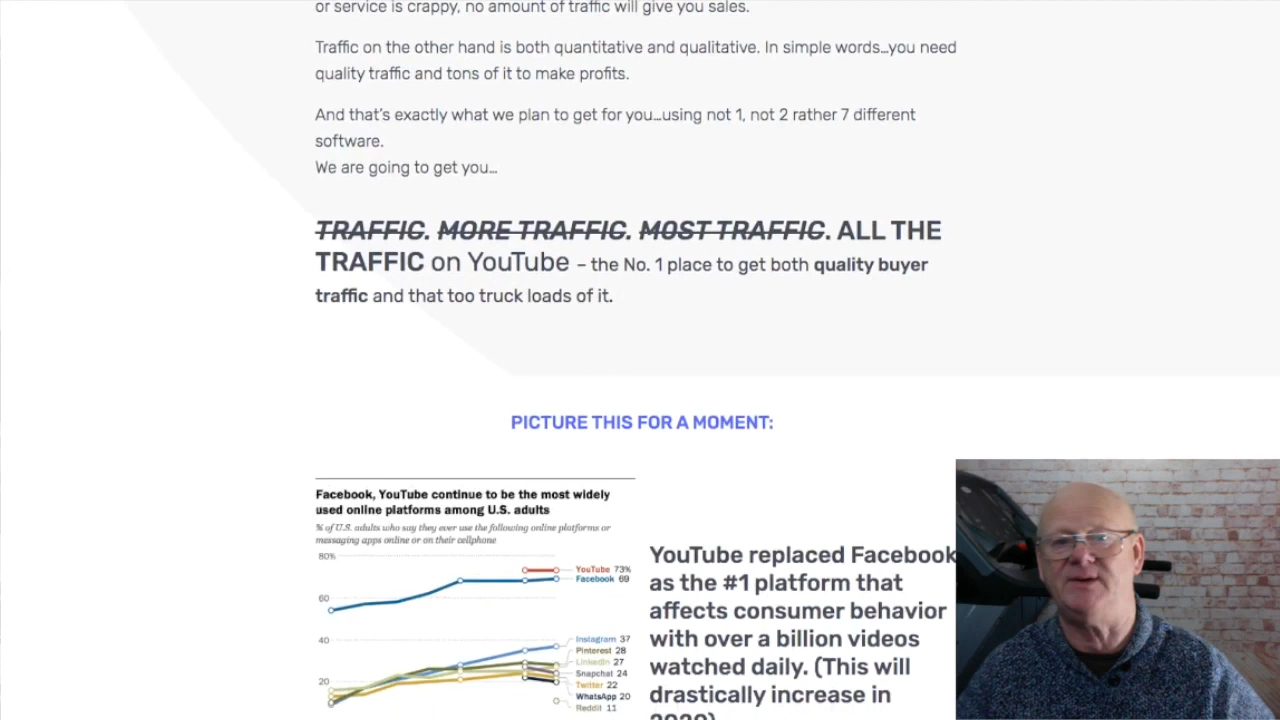 or service is crappy, no amount of traffic will give you sales.
Traffic on the other hand is both quantitative and qualitative. In simple words...you need
quality traffic and tons of it to make profits.
And that's exactly what we plan to get for you...using not 1, not 2 rather 7 different
software.
We are going to get you...
TRAFFIC. MORE TRAFFIC. MOST TRAFFIC. ALL THE
TRAFFIC on YouTube – the No. 1 place to get both quality buyer
traffic and that too truck loads of it.
PICTURE THIS FOR A MOMENT:
Facebook, YouTube continue to be the most widely
used online platforms among U.S. adults
% of U.S. adults who say they ever use the following online platforms or
messaging apps online or on their cellphone
80%
YouTube 73%
Facebook 69
60
40
Instagram 37
Pinterest 28
LinkedIn 27
Snapchat 24
20
Twitter 22
WhatsApp 20
Reddit 11
YouTube replaced Facebook
as the #1 platform that
affects consumer behavior
with over a billion videos
watched daily. (This will
drastically increase in
2020)